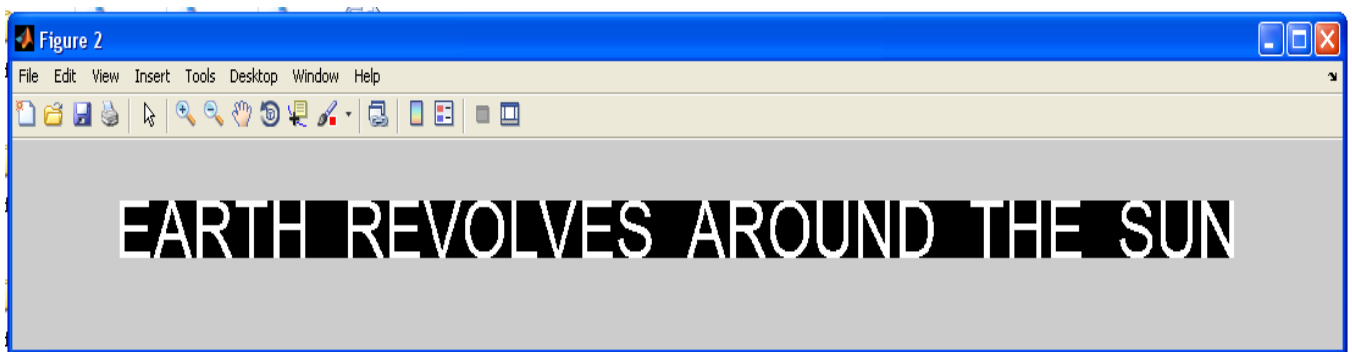 Figure 2
File Edit View Insert Tools Desktop Window Help
EARTH REVOLVES AROUND THE SUN